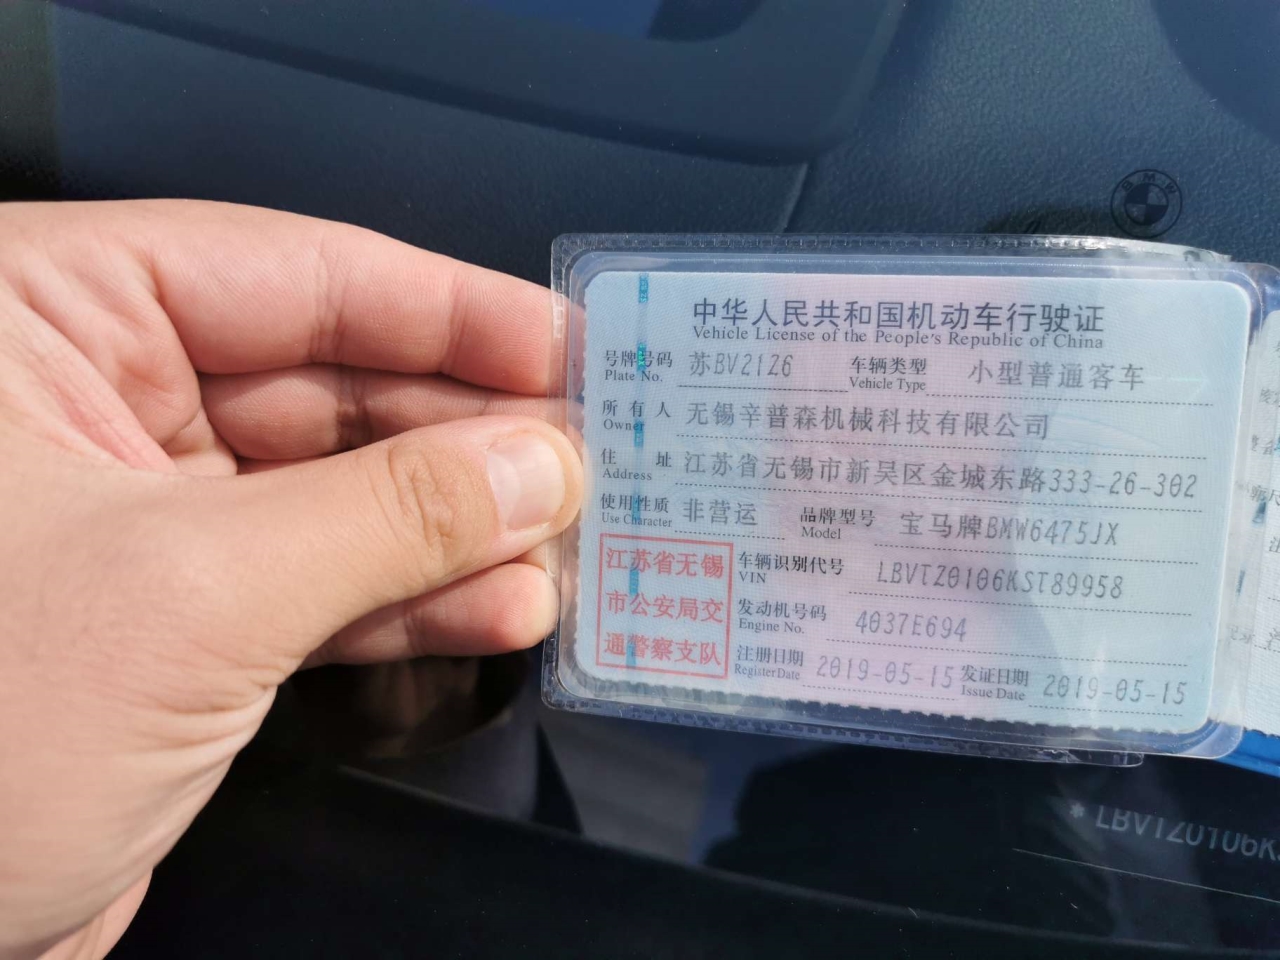 BMW
中华人民共和国机动车行驶证
Vehicle License of the People's Republic of China
号牌号码 苏BV21Z6 车辆类型 小型普通客车
Plate No. Vehicle Type
所有人 无锡辛普森机械科技有限公司
Owner
住址 江苏省无锡市新吴区金城东路333-26-302
Address
使用性质 非营运 品牌型号 宝马牌BMW6475JX
Use Character Model
江苏省无锡
市公安局交
通警察支队
车辆识别代号 LBVTZ0106KST89958
VIN
发动机号码 4037E694
Engine No.
注册日期 2019-05-15 发证日期 2019-05-15
Register Date Issue Date
* LBVTZ0106K